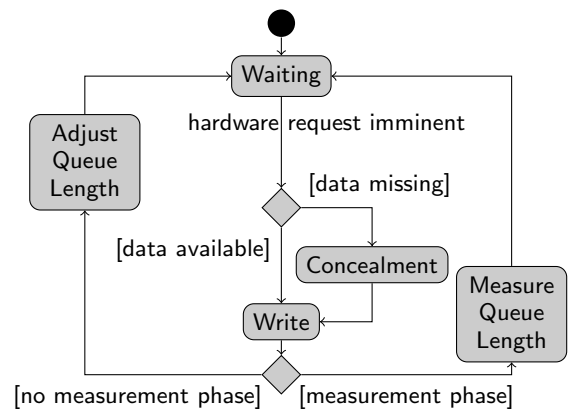 Waiting
hardware request imminent
Adjust
Queue
Length
[data missing]
[data available]
Concealment
Measure
Queue
Length
Write
[no measurement phase]
[measurement phase]